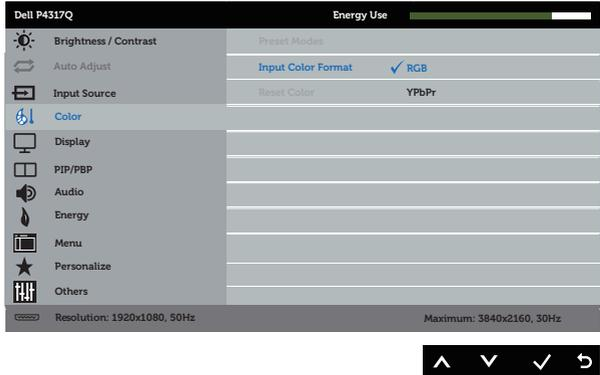 Dell P4317Q Energy Use
Brightness / Contrast Preset Modes
Auto Adjust Input Color Format RGB
Input Source Reset Color YPbPr
Color
Display
PIP/PBP
Audio
Energy
Menu
Personalize
Others
Resolution: 1920x1080, 50Hz Maximum: 3840x2160, 30Hz